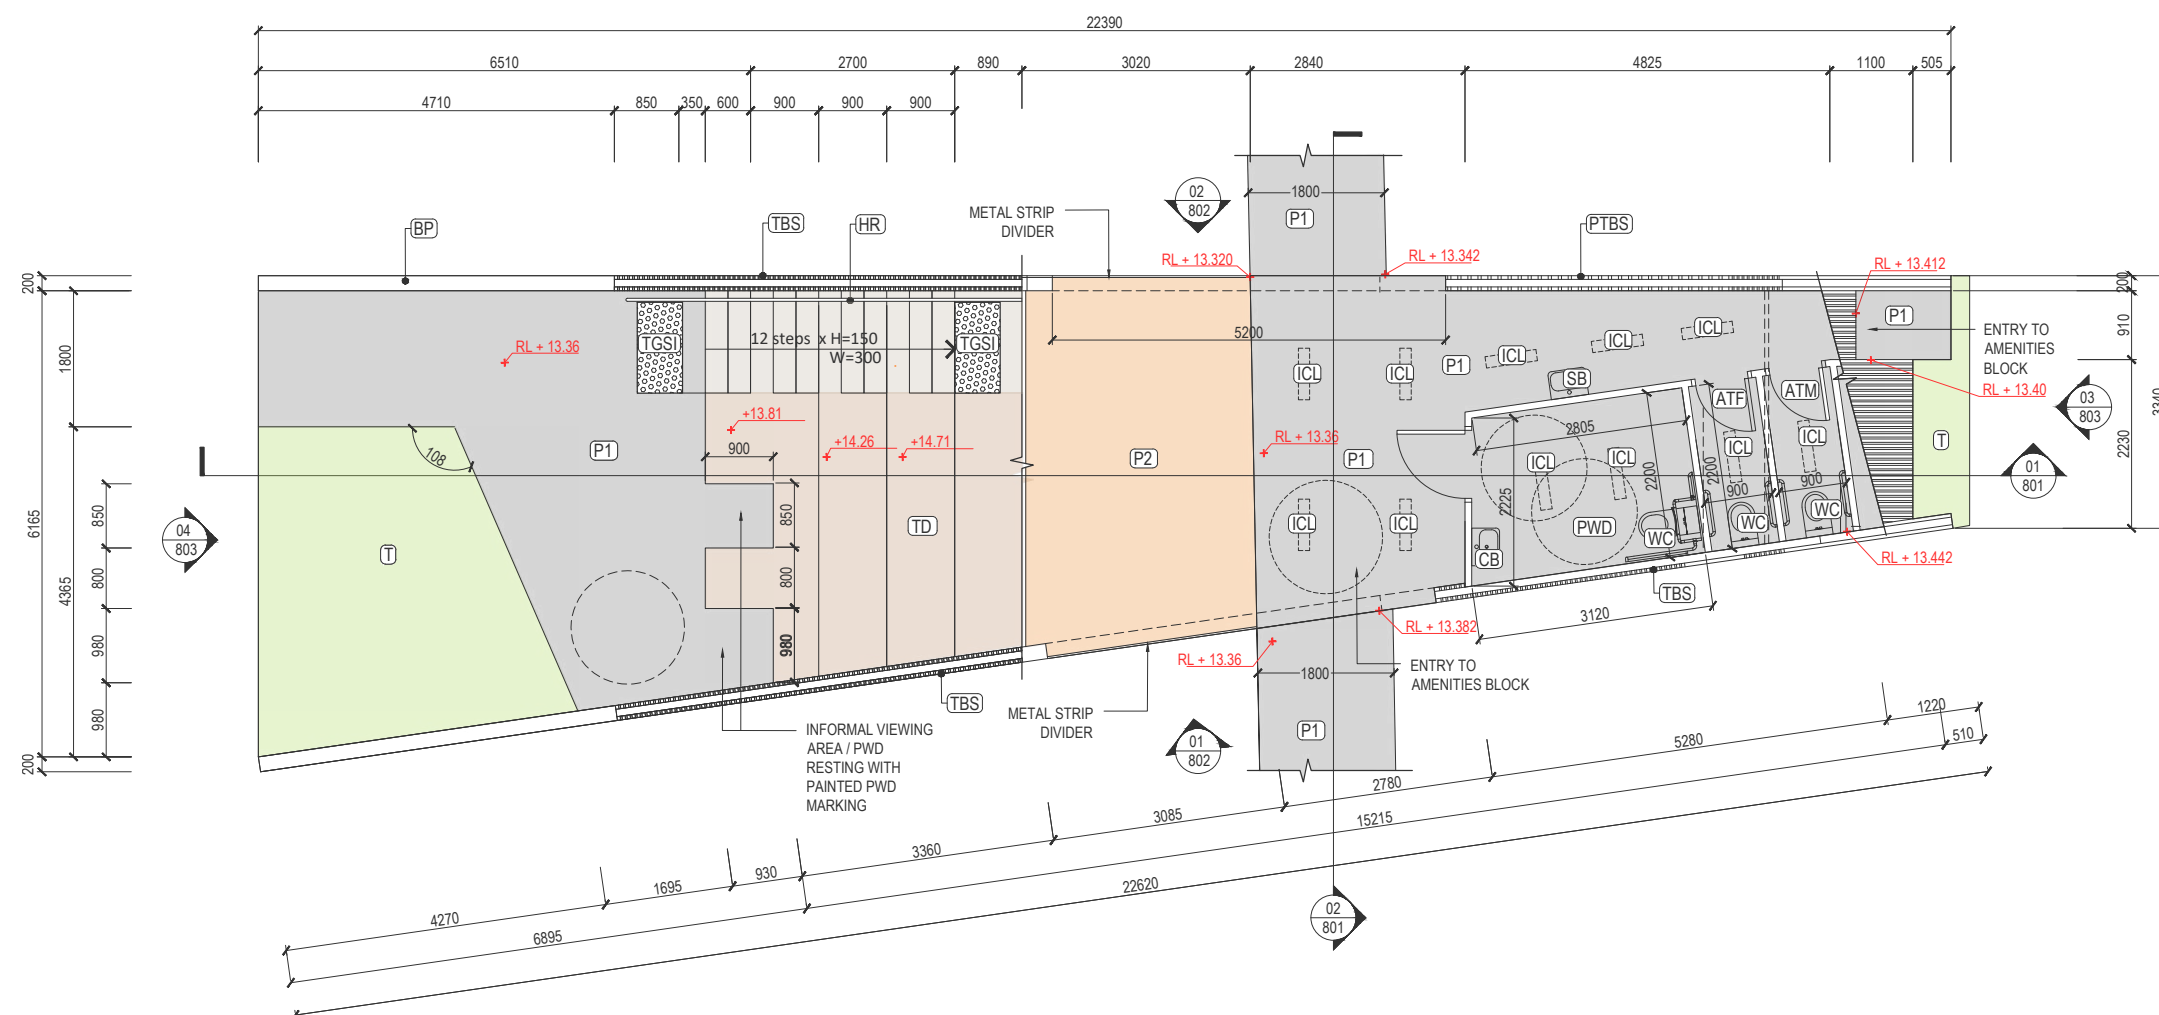 22390
6510 2700 890 3020 2840 4825 1100 505
4710 850 350 600 900 900 900
1800
02
802
METAL STRIP
DIVIDER
BP
TBS
HR
P1
PTBS
RL + 13.320
RL + 13.342
RL + 13.412
200
200
TGSI
12 steps x H=150
W=300
TGSI
5200
ICL
ICL
ICL
P1
910
ENTRY TO
AMENITIES
BLOCK
RL + 13.36
1800
ICL
ICL
P1
SB
ATF
ATM
RL + 13.40
03
803
3340
+13.81
+14.26
+14.71
900
108
P1
P2
RL + 13.36
P1
2805
ICL
ICL
2200
2200
ICL
ICL
T
2230
01
801
850
850
6165
4365
04
803
T
TD
ICL
ICL
2225
PWD
WC
900
WC
900
WC
CB
RL + 13.442
800
800
TBS
980
980
RL + 13.382
3120
RL + 13.36
ENTRY TO
AMENITIES BLOCK
1800
980
200
TBS
METAL STRIP
DIVIDER
P1
INFORMAL VIEWING
AREA / PWD
RESTING WITH
PAINTED PWD
MARKING
01
802
1220
510
5280
2780
3085
15215
3360
930
1695
22620
4270
6895
02
801